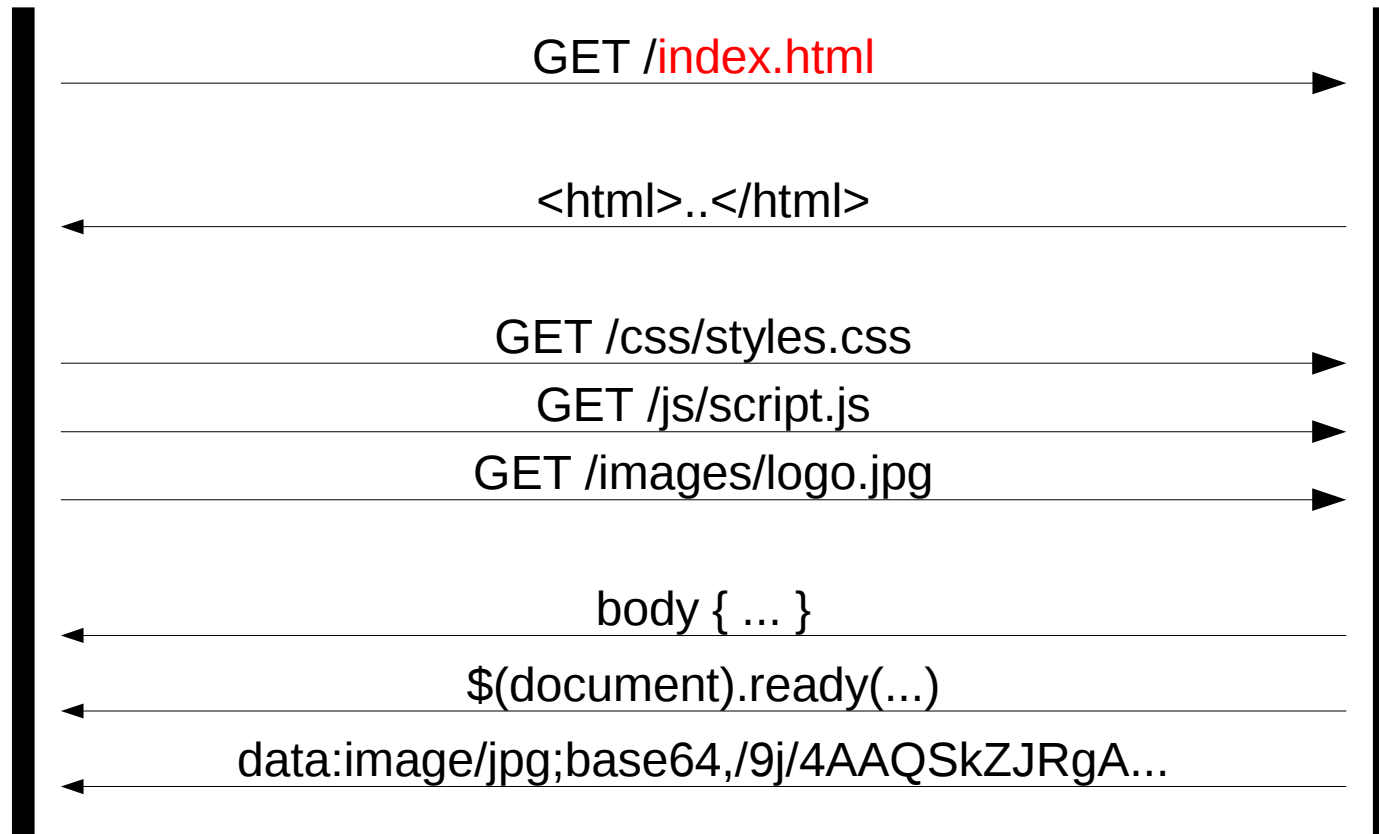 GET /index.html
<html>..</html>
GET /css/styles.css
GET /js/script.js
GET /images/logo.jpg
body { ... }
$(document).ready(...)
data:image/jpg;base64,/9j/4AAQSkZJRgA...